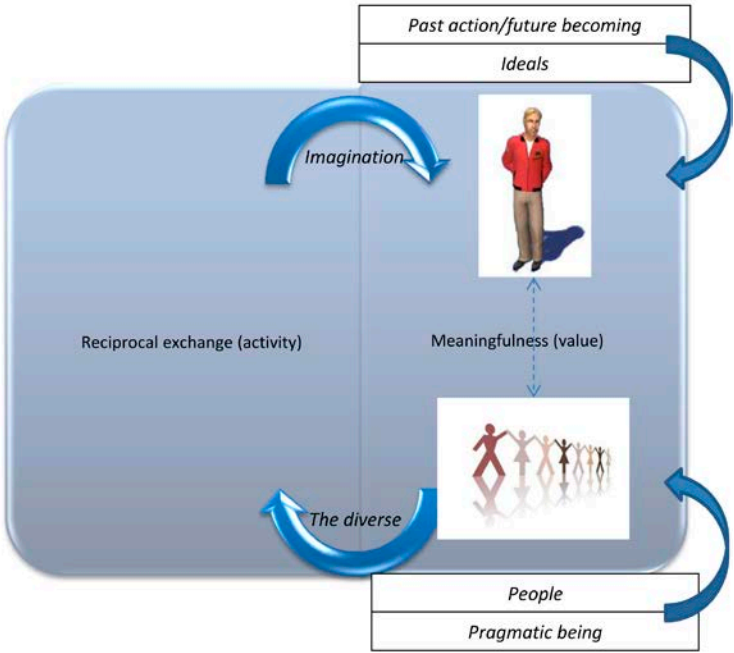 Past action/future becoming
Ideals
Imagination
Reciprocal exchange (activity)
Meaningfulness (value)
The diverse
People
Pragmatic being